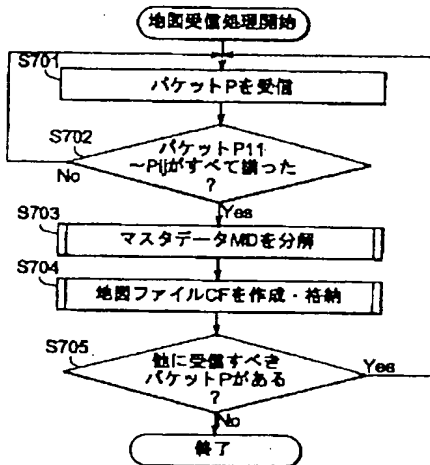 地図受信処理開始
S701
パケットPを受信
S702
パケットP11
～Pijがすべて揃った
?
No
Yes
S703
マスタデータMDを分解
S704
地図ファイルCFを作成・格納
S705
他に受信すべき
パケットPがある
?
Yes
No
終了